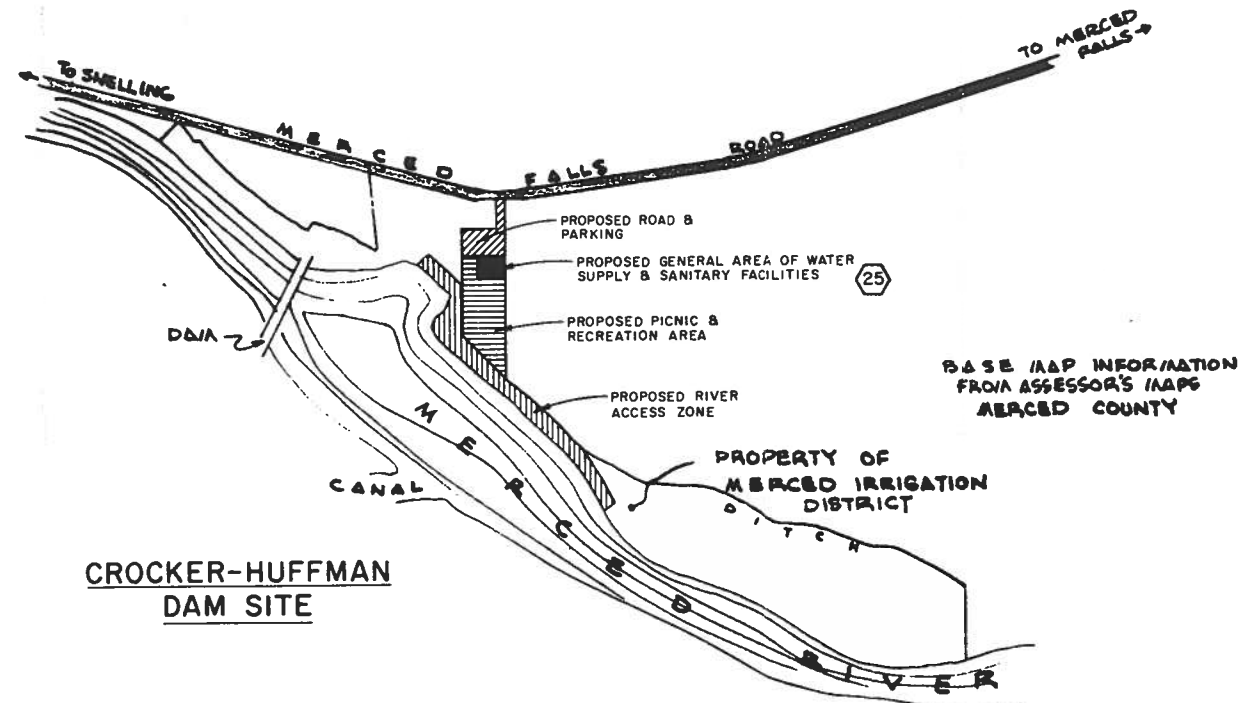 TO MERCED
FALLS
TO SNELLING
MERCED FALLS ROAD
PROPOSED ROAD &
PARKING
PROPOSED GENERAL AREA OF WATER
SUPPLY & SANITARY FACILITIES
25
PROPOSED PICNIC &
RECREATION AREA
DAM
BASE MAP INFORMATION
FROM ASSESSOR'S MAPS
MERCED COUNTY
PROPOSED RIVER
ACCESS ZONE
PROPERTY OF
MERCED IRRIGATION
DISTRICT
DITCH
CANAL
MERCED RIVER
CROCKER-HUFFMAN
DAM SITE